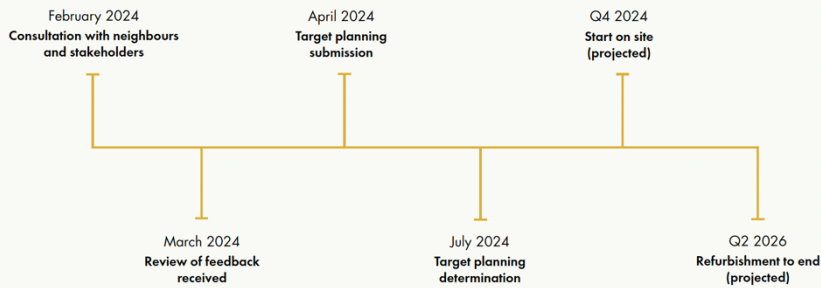 February 2024
Consultation with neighbours
and stakeholders
April 2024
Target planning
submission
Q4 2024
Start on site
(projected)
March 2024
Review of feedback
received
July 2024
Target planning
determination
Q2 2026
Refurbishment to end
(projected)